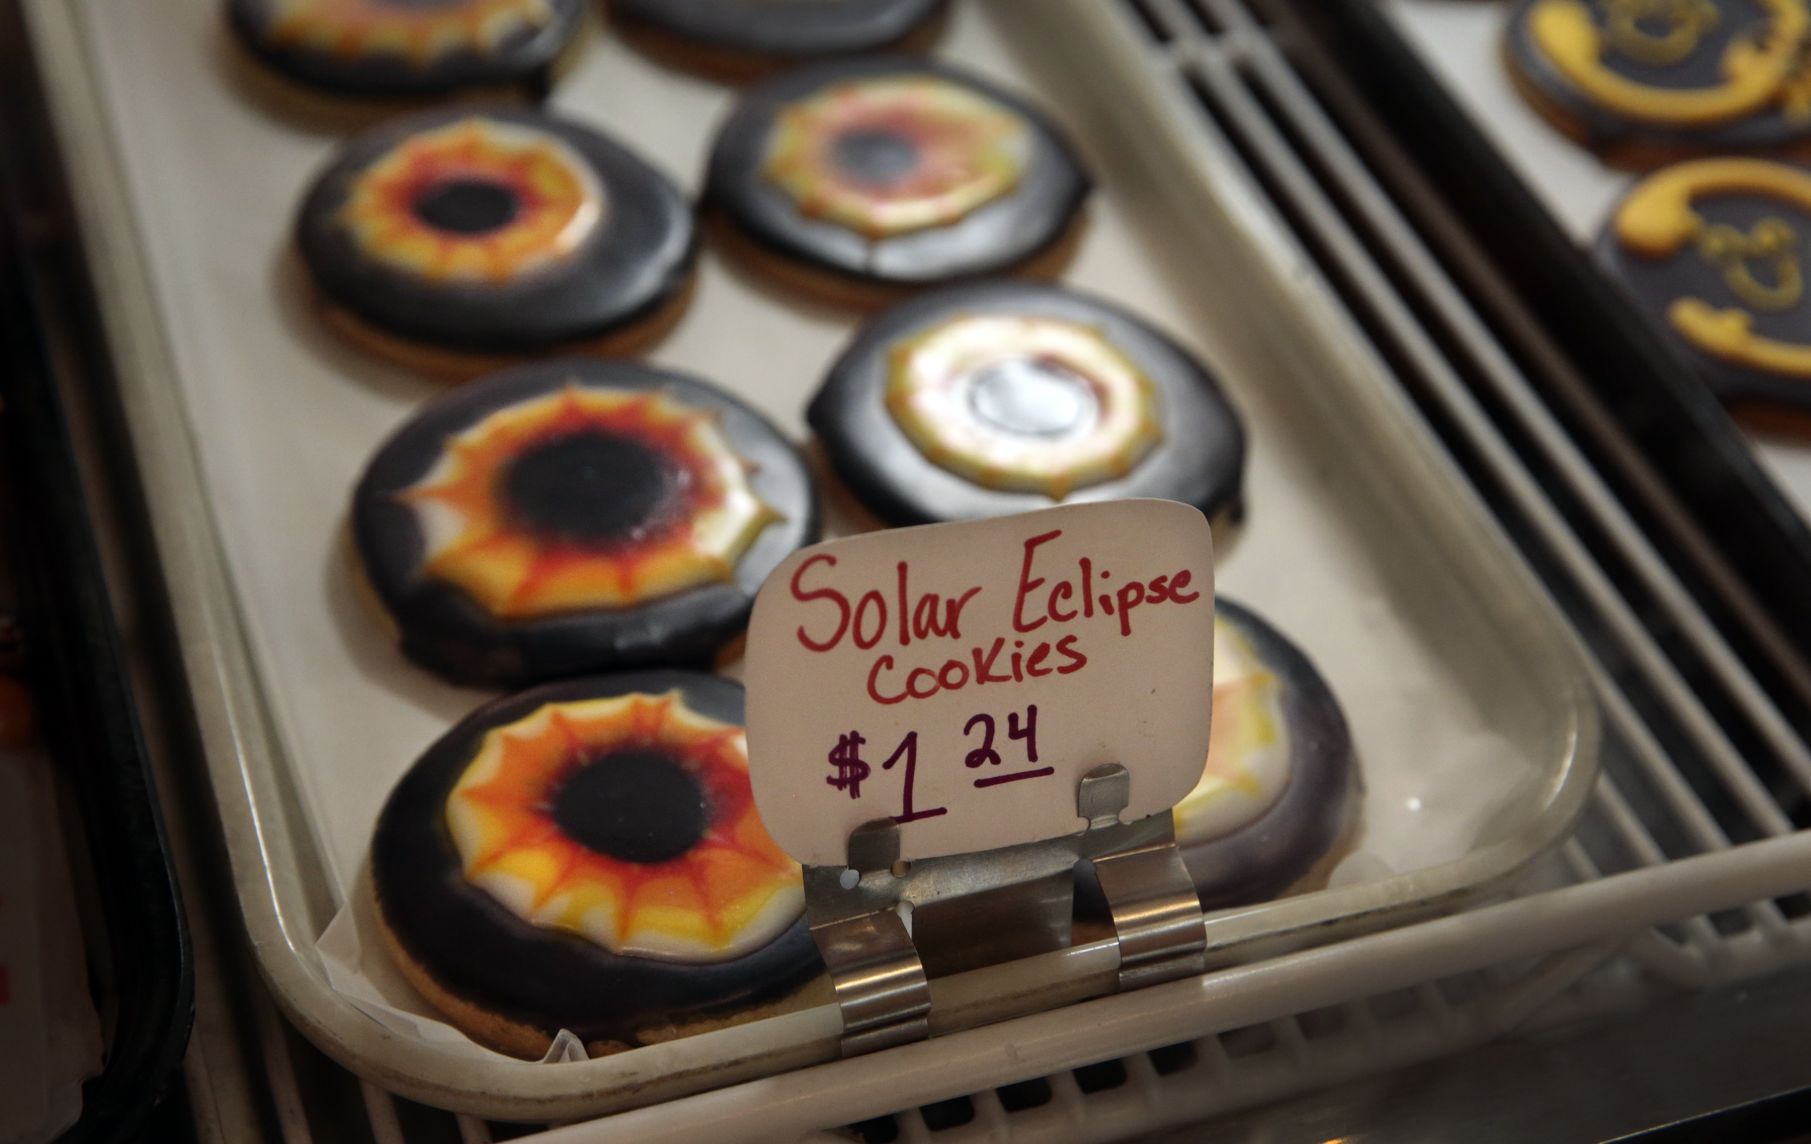 Solar Eclipse
Cookies
$1 24